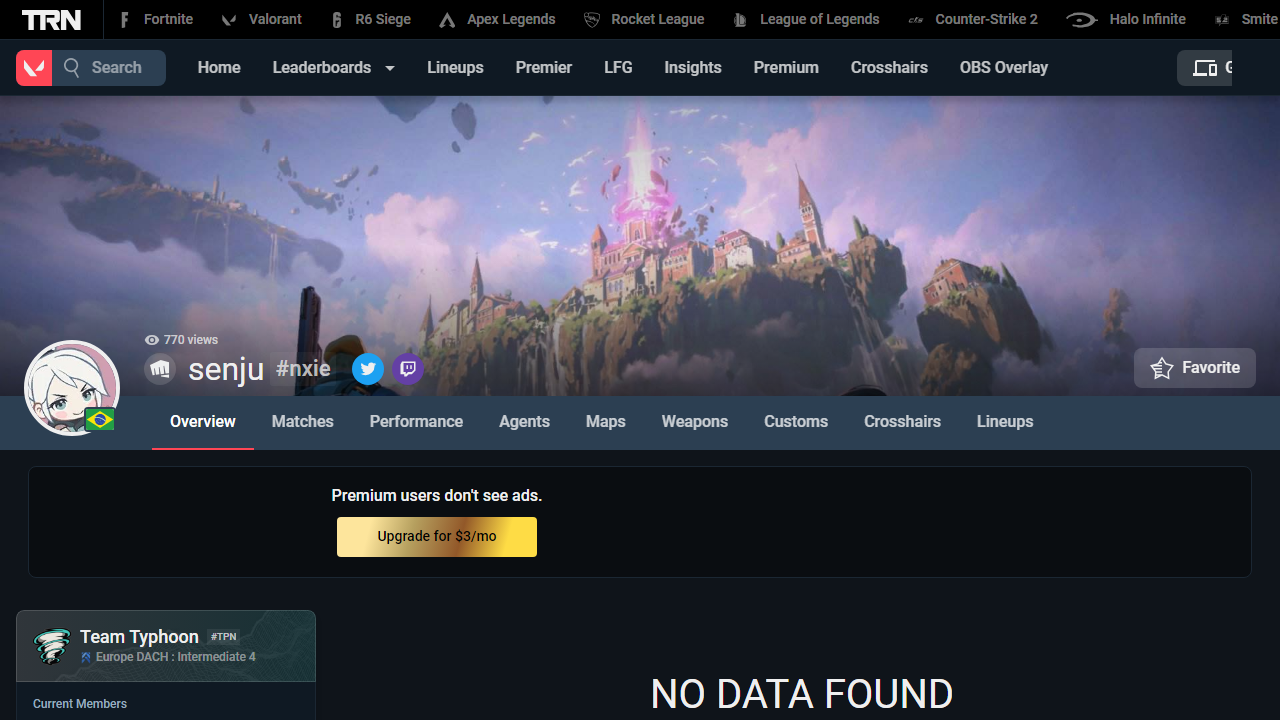 TRN Fortnite Valorant R6 Siege Apex Legends Rocket League League of Legends Counter-Strike 2 Halo Infinite Smite
Search Home Leaderboards Lineups Premier LFG Insights Premium Crosshairs OBS Overlay
770 views
senju #nxie
Favorite
Overview Matches Performance Agents Maps Weapons Customs Crosshairs Lineups
Premium users don't see ads.
Upgrade for $3/mo
Team Typhoon #TPN
Europe DACH : Intermediate 4
Current Members
NO DATA FOUND